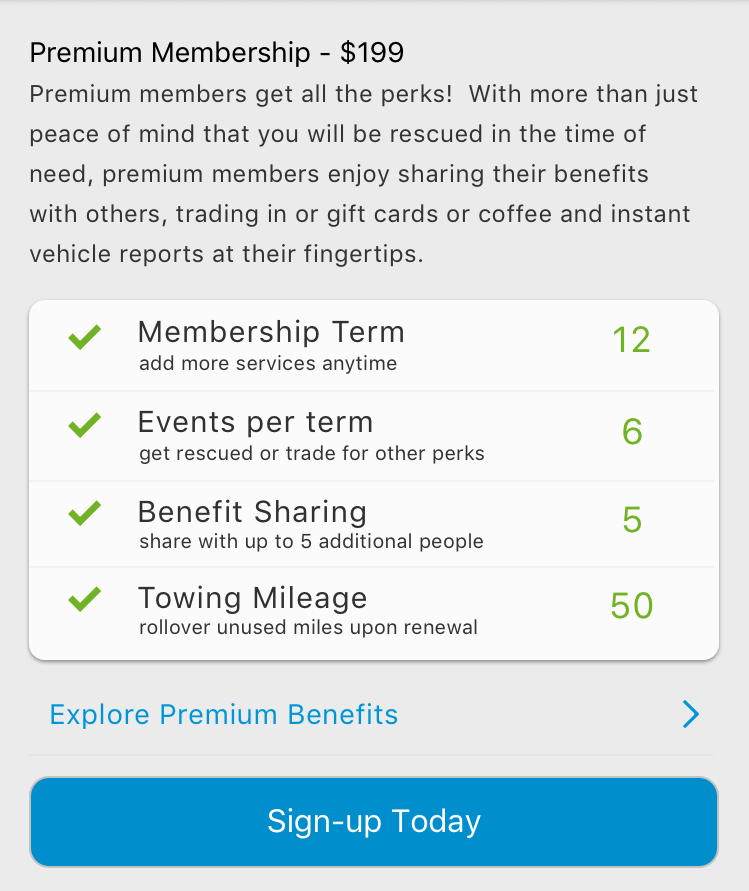 Premium Membership - $199
Premium members get all the perks!  With more than just
peace of mind that you will be rescued in the time of
need, premium members enjoy sharing their benefits
with others, trading in or gift cards or coffee and instant
vehicle reports at their fingertips.
Membership Term 12
add more services anytime
Events per term 6
get rescued or trade for other perks
Benefit Sharing 5
share with up to 5 additional people
Towing Mileage 50
rollover unused miles upon renewal
Explore Premium Benefits
Sign-up Today